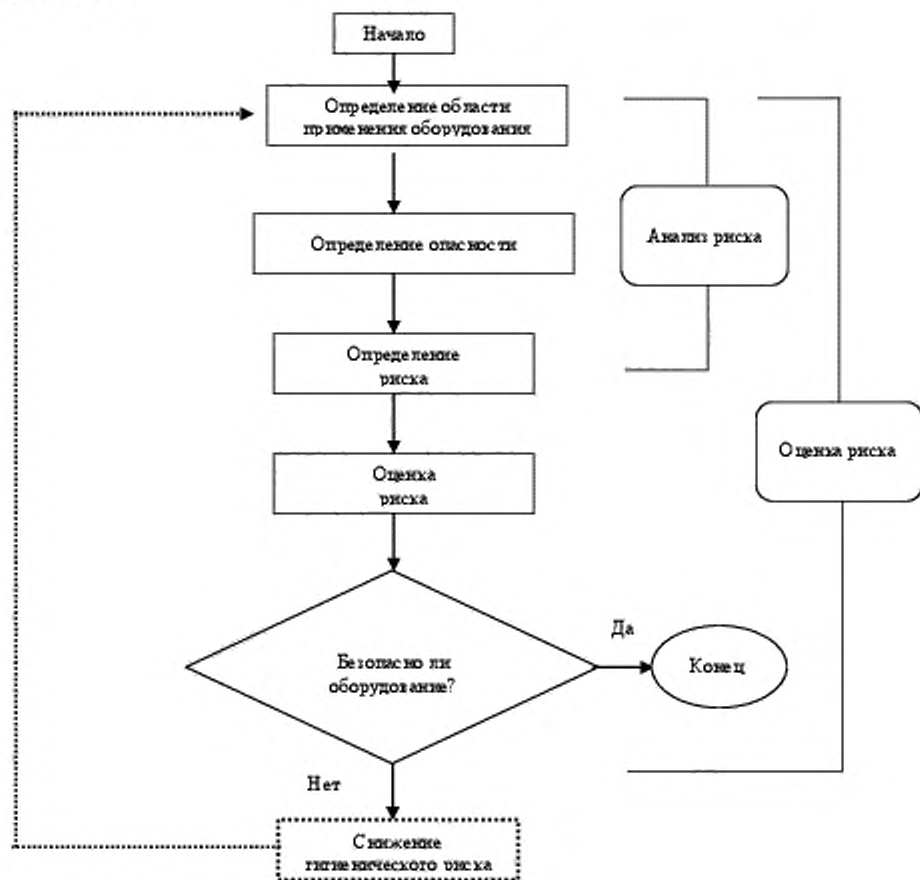 Начало
Определение области
применения оборудования
Определение опасности
Анализ риска
Определение
риска
Оценка
риска
Оценка риска
Безопасно ли
оборудование?
Да
Конец
Нет
Снижение
гигиенического риска